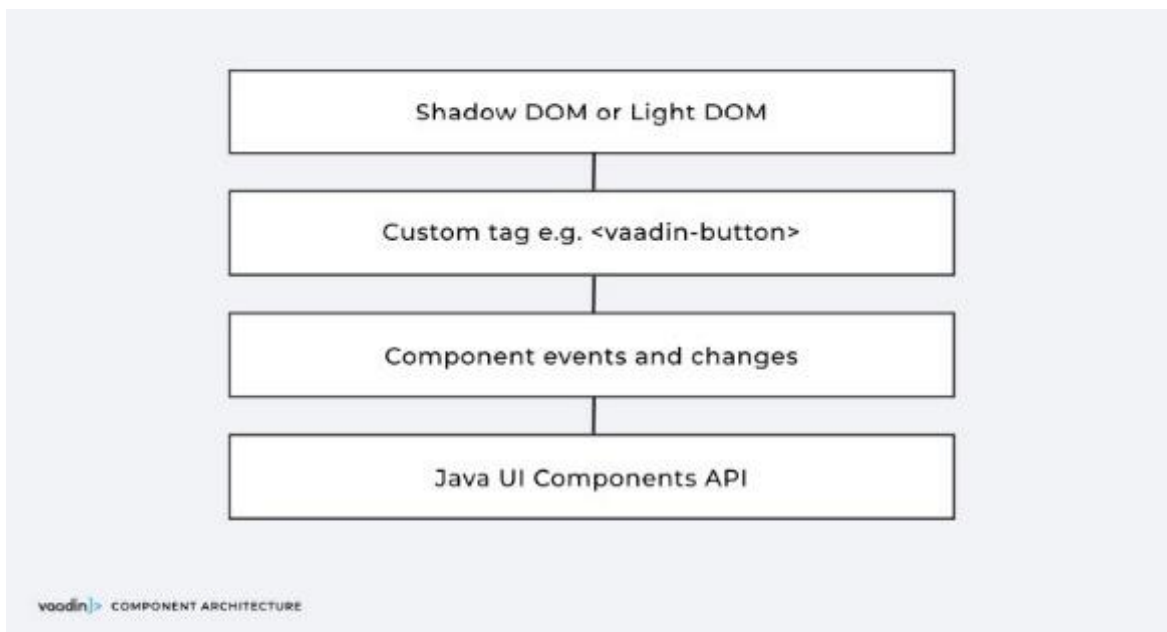 Shadow DOM or Light DOM
Custom tag e.g. <vaadin-button>
Component events and changes
Java UI Components API
vaadin}> COMPONENT ARCHITECTURE